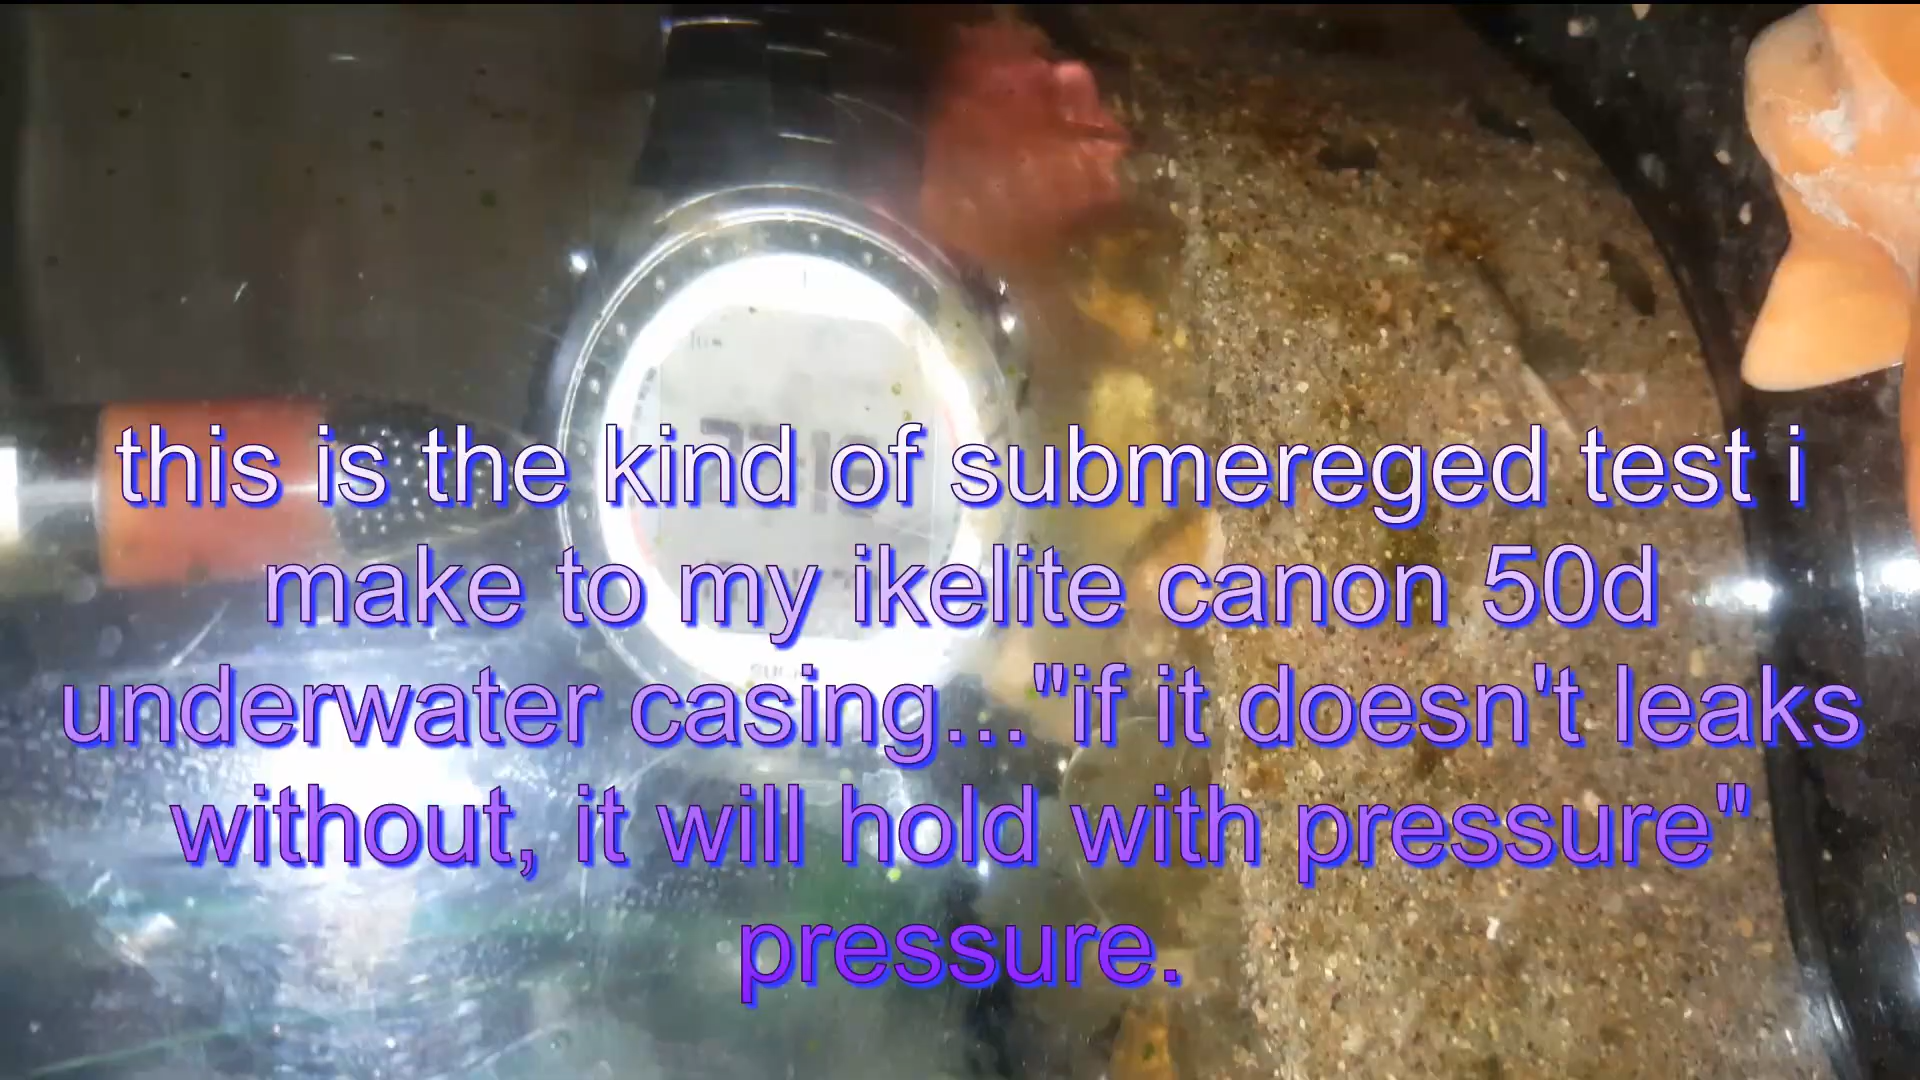 this is the kind of submereged test i
make to my ikelite canon 50d
underwater casing..."if it doesn't leaks
without, it will hold with pressure"
pressure.